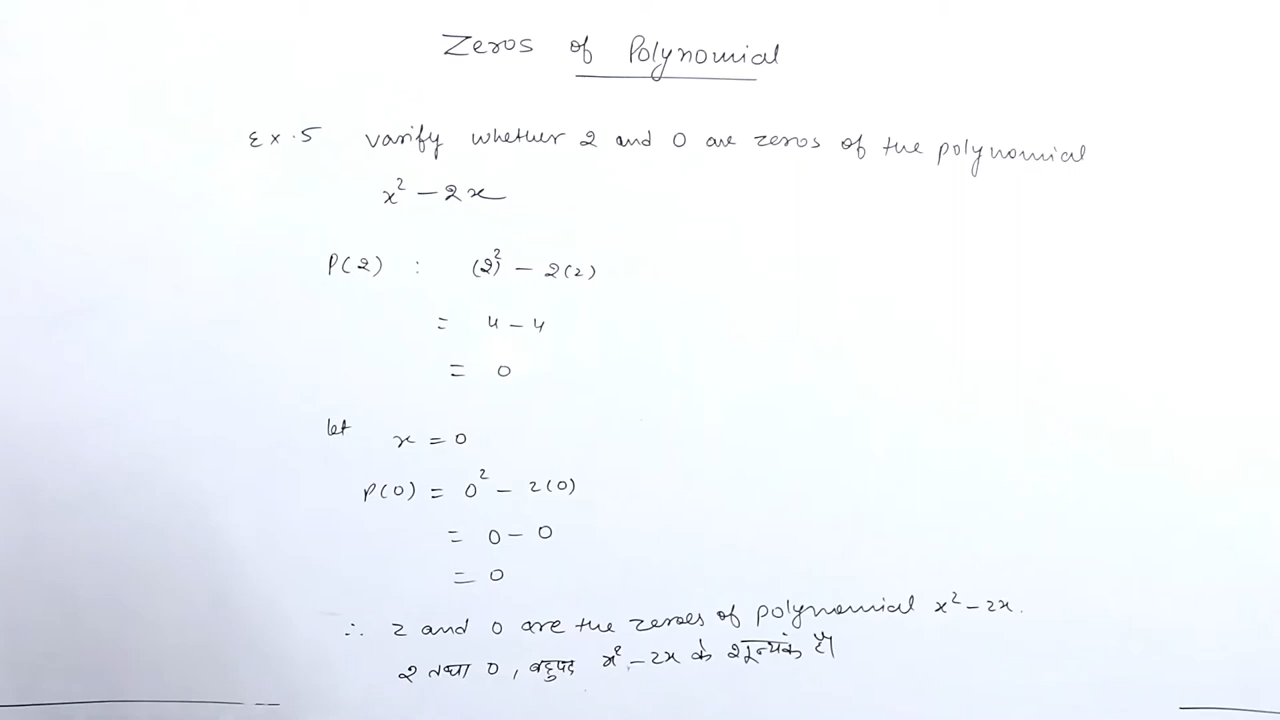 Zeros of Polynomial
Ex.5 varify whether 2 and 0 are zeros of the polynomial
x² - 2x
P(2) : (2)² - 2(2)
= 4 - 4
= 0
let x = 0
P(0) = 0² - 2(0)
= 0 - 0
= 0
∴ 2 and 0 are the zeroes of polynomial x² - 2x.
2 तथा 0, बहुपद x² - 2x के शून्यक है।